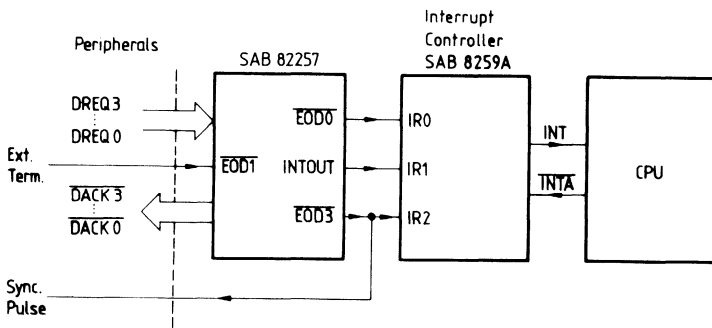 Peripherals
DREQ 3
DREQ 0
Ext.
Term.
DACK 3
DACK 0
Sync.
Pulse
SAB 82257
EOD0
EOD1
INTOUT
EOD3
Interrupt
Controller
SAB 8259A
IR0
IR1
IR2
INT
INTA
CPU